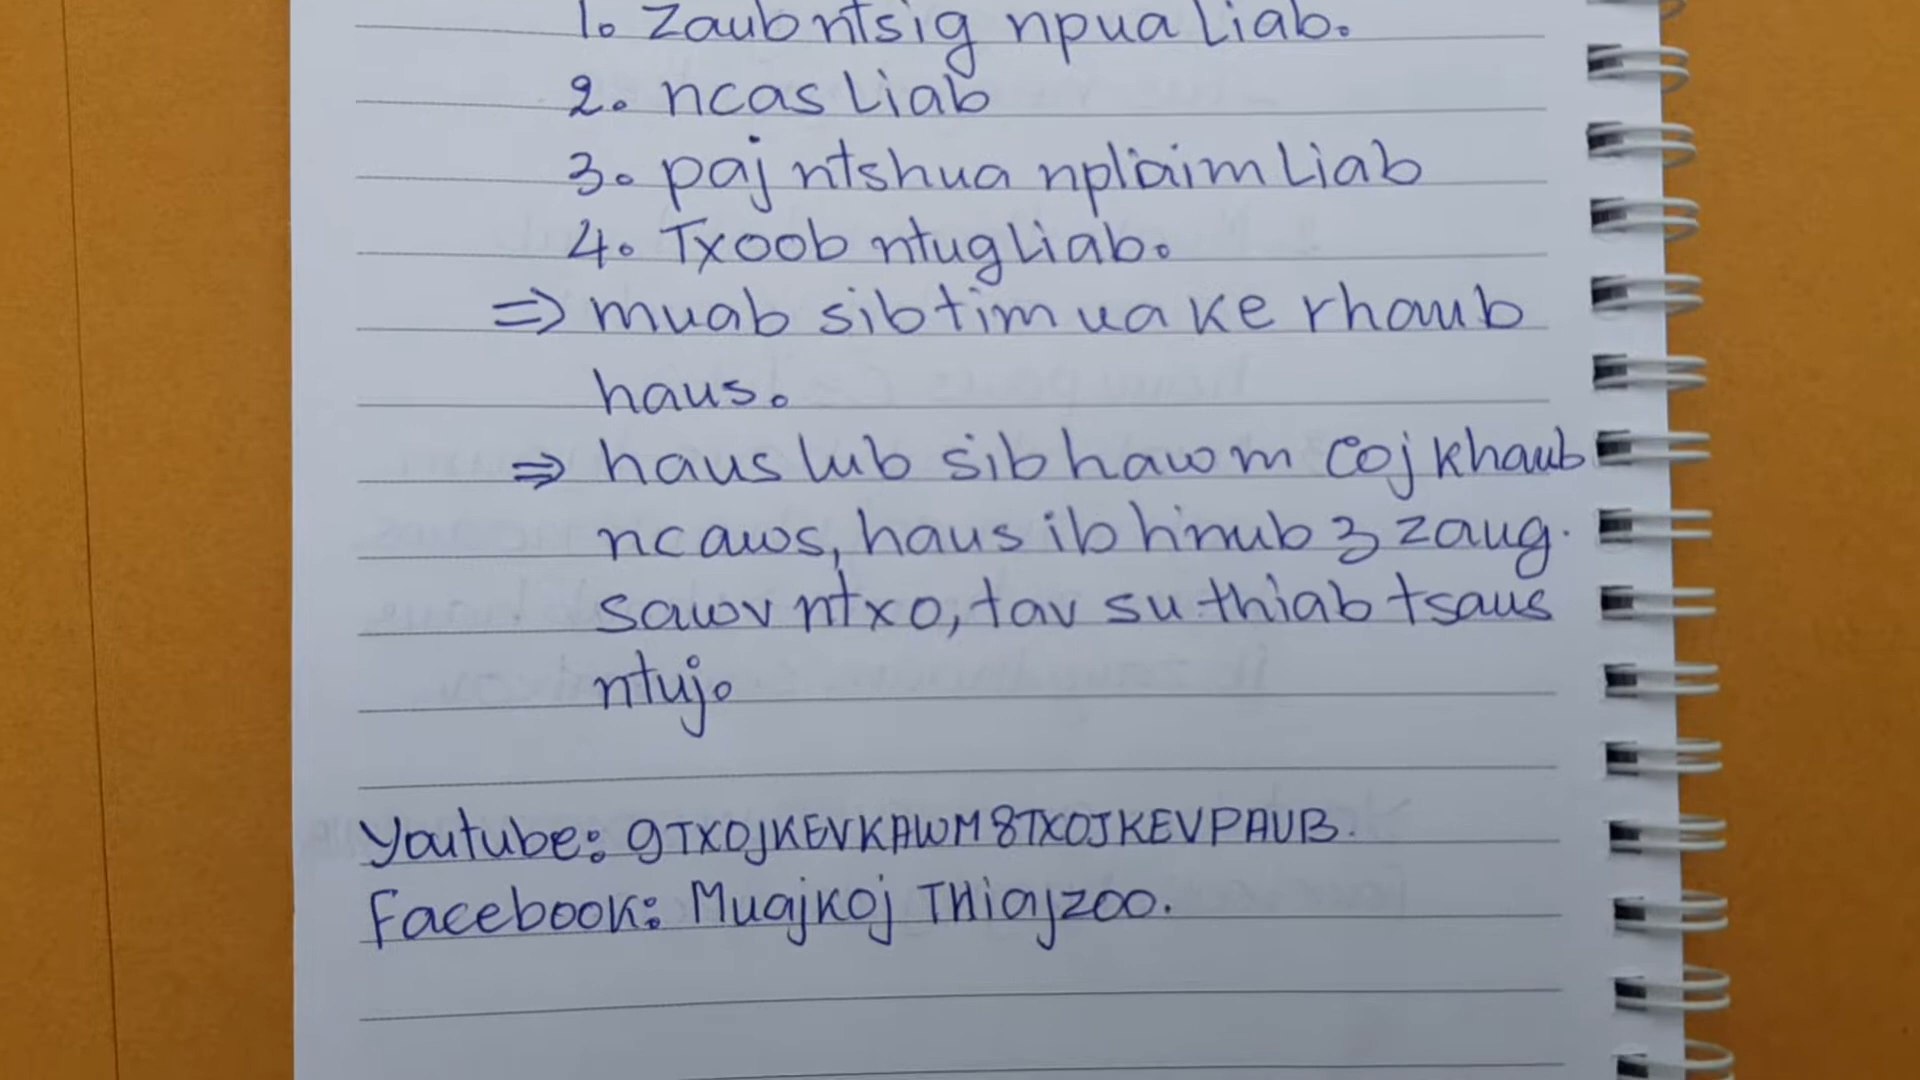 1. Zaub ntsig npua Liab.
2. ncas Liab
3. paj ntshua nplaim Liab
4. Txoob ntug Liab.
⇒ muab sib tim ua ke rhaub
haus.
⇒ haus lub sib hawm coj khaub
ncaws, haus ib hnub 3 zaug.
sawv ntxo, tav su thiab tsaus
ntuj.
Youtube: 9TXOJKEVKAWM8TXOJKEVPAUB.
Facebook: Muajkoj THiajzoo.